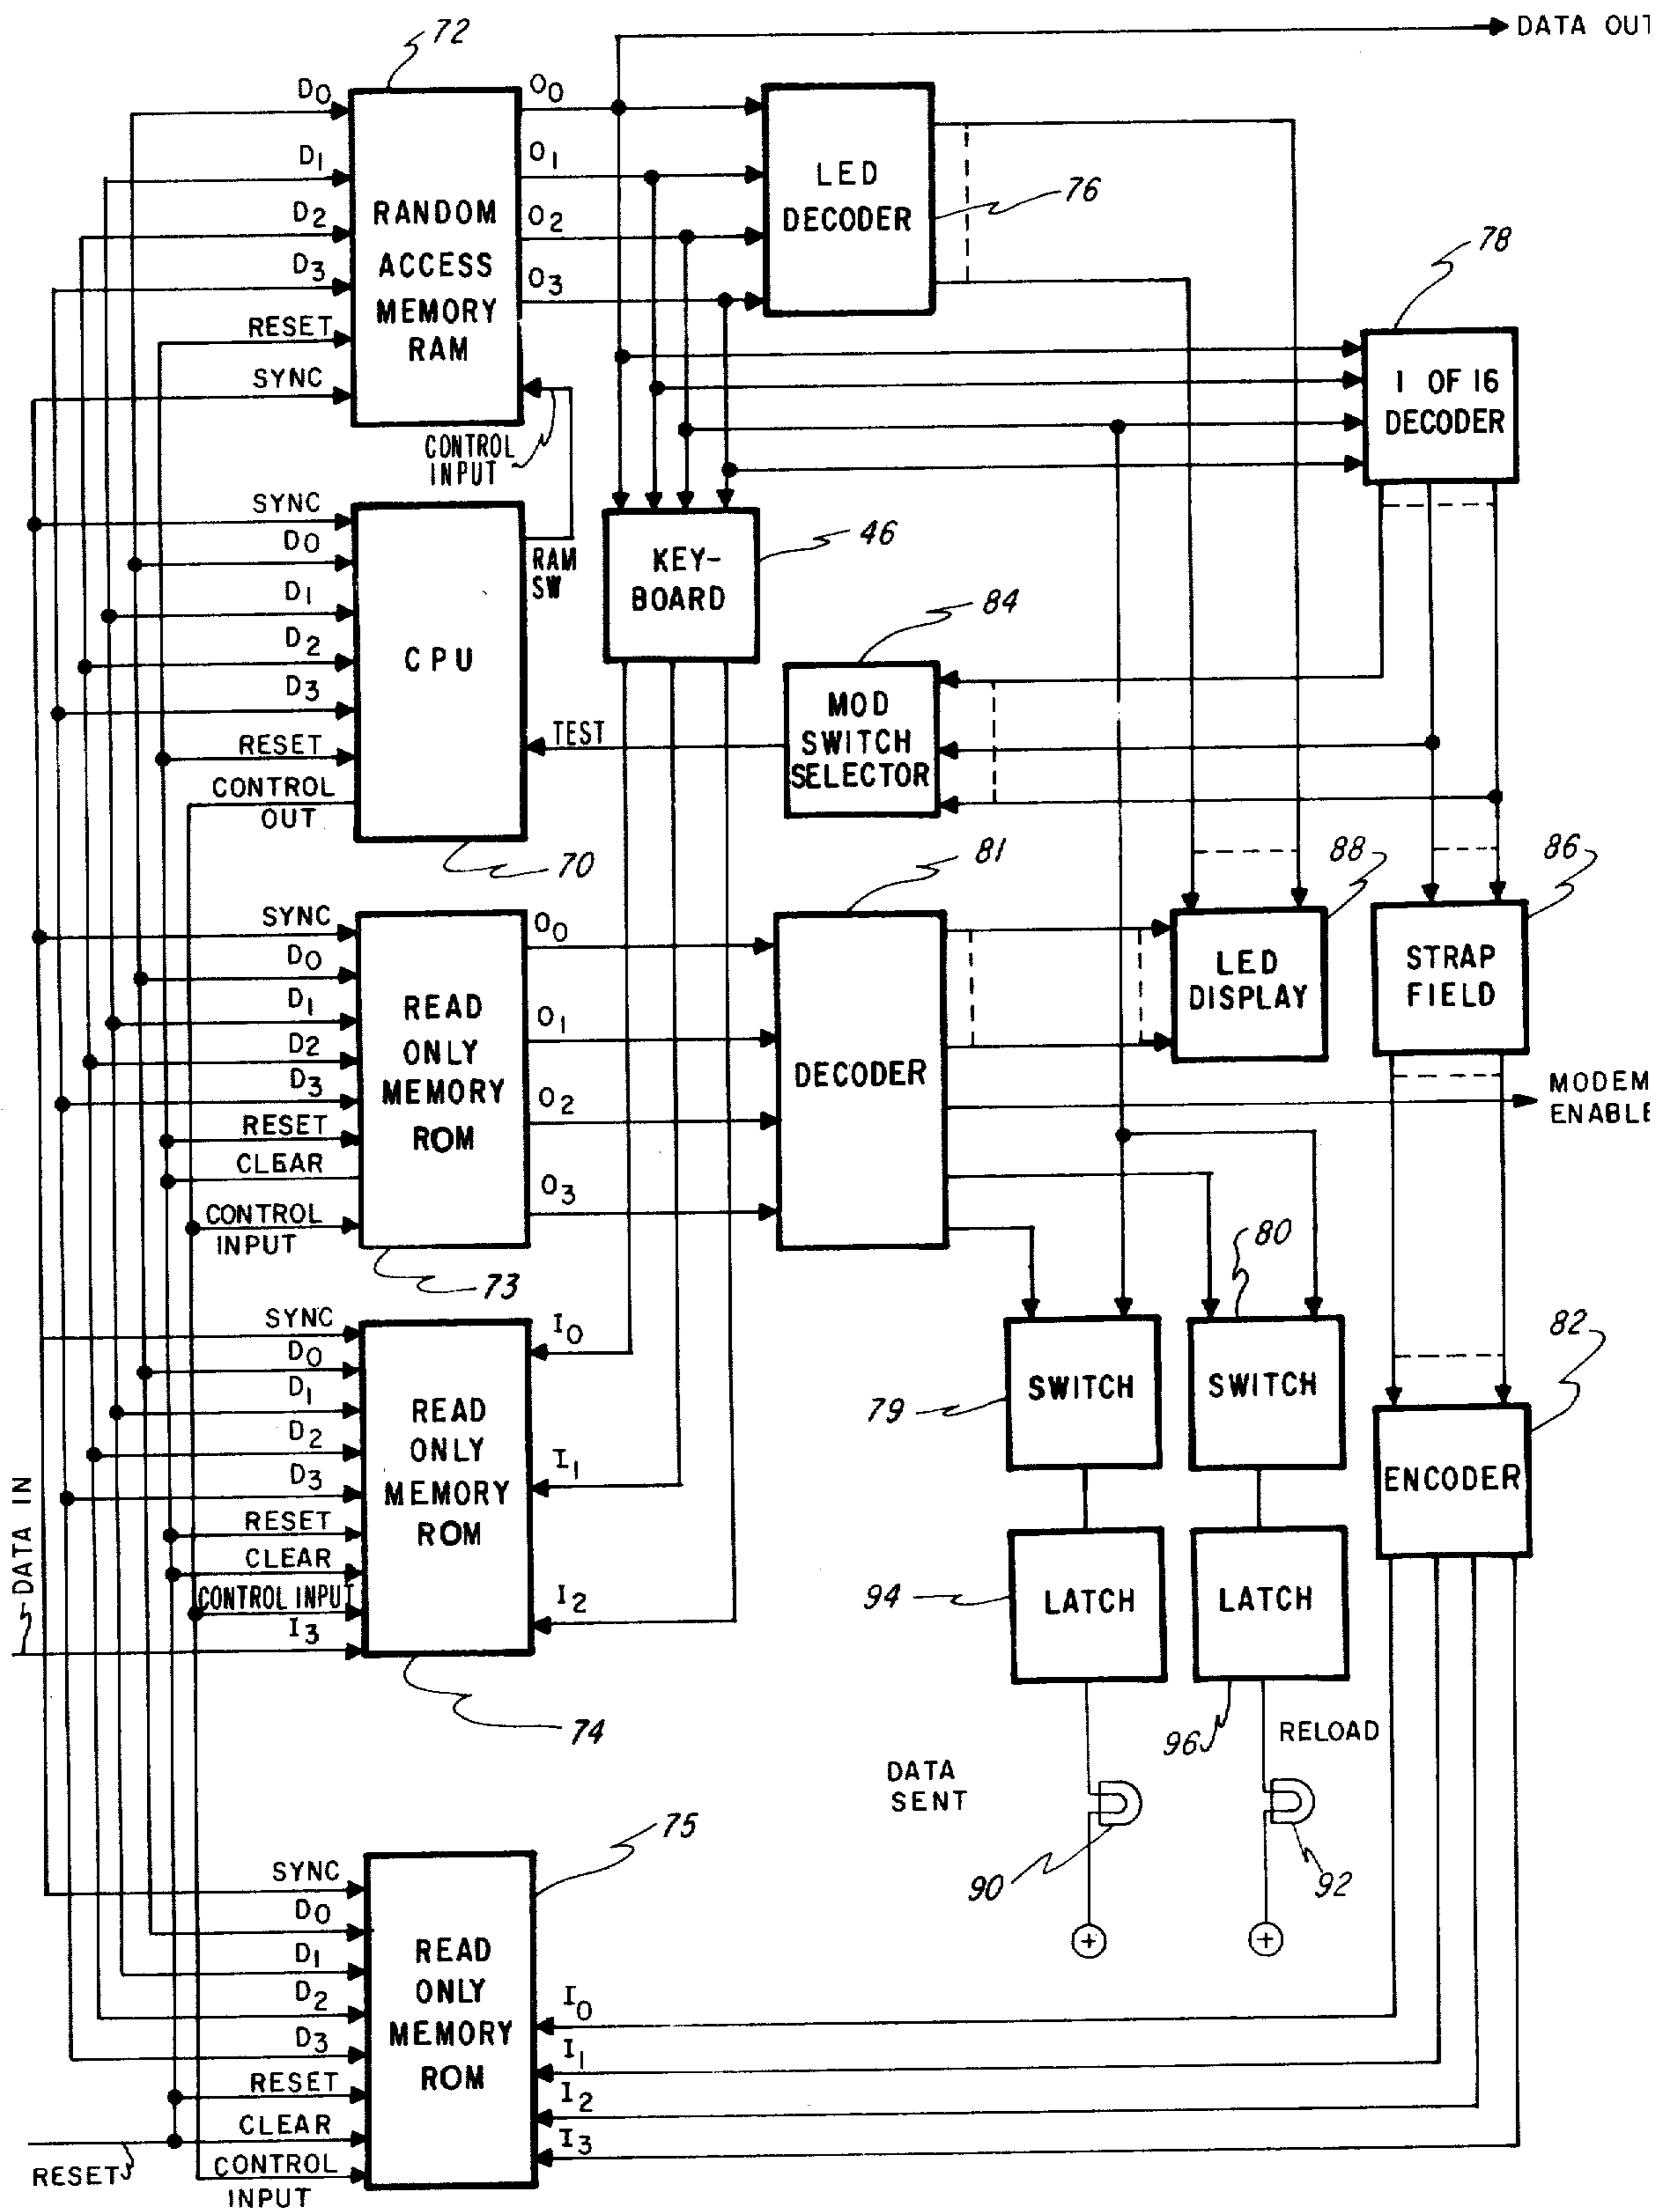 72
DATA OUT
D0
D1
D2
D3
RESET
SYNC
RANDOM
ACCESS
MEMORY
RAM
O0
O1
O2
O3
CONTROL
INPUT
LED
DECODER
76
78
1 OF 16
DECODER
SYNC
D0
D1
D2
D3
RESET
CONTROL
OUT
CPU
RAM
SW
70
KEY-
BOARD
46
84
MOD
SWITCH
SELECTOR
TEST
SYNC
D0
D1
D2
D3
RESET
CLEAR
CONTROL
INPUT
READ
ONLY
MEMORY
ROM
O0
O1
O2
O3
73
81
DECODER
88
LED
DISPLAY
86
STRAP
FIELD
MODEM
ENABLE
SYNC
D0
D1
D2
D3
RESET
CLEAR
CONTROL INPUT
I3
DATA IN
READ
ONLY
MEMORY
ROM
I0
I1
I2
74
79
SWITCH
80
SWITCH
82
ENCODER
94
LATCH
LATCH
96
RELOAD
DATA
SENT
90
92
75
SYNC
D0
D1
D2
D3
RESET
CLEAR
CONTROL
INPUT
RESET
READ
ONLY
MEMORY
ROM
I0
I1
I2
I3